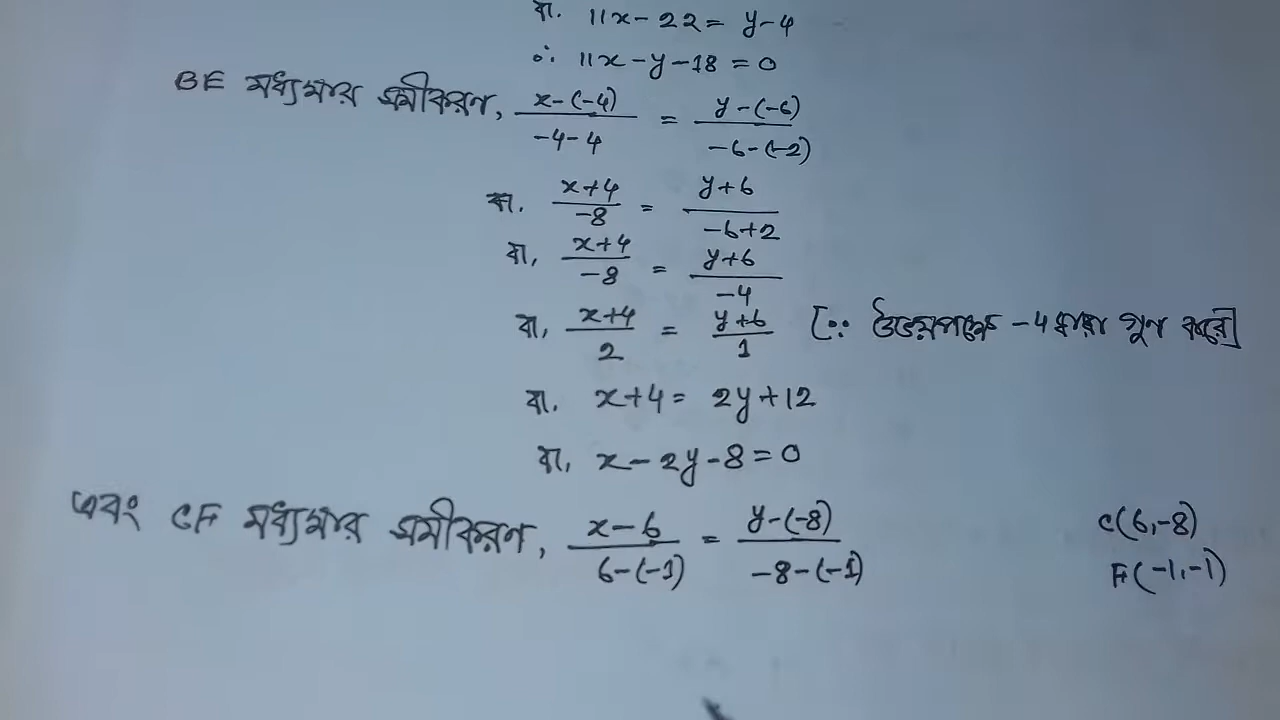 বা. 11x-22= y-4
∴ 11x-y-18=0
BE মধ্যমার সমীকরণ, x-(-4)/-4-4 = y-(-6)/-6-(-2)
বা. x+4/-8 = y+6/-6+2
বা, x+4/-8 = y+6/-4
বা, x+4/2 = y+6/1 [∵ উভয়পক্ষে -4 দ্বারা গুন করে]
বা. x+4= 2y+12
বা, x-2y-8=0
এবং CF মধ্যমার সমীকরণ, x-6/6-(-1) = y-(-8)/-8-(-1) C(6,-8)
F(-1,-1)